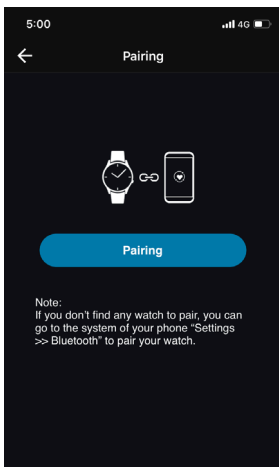 5:00
4G
Pairing
Pairing
Note:
If you don't find any watch to pair, you can
go to the system of your phone “Settings
>> Bluetooth” to pair your watch.